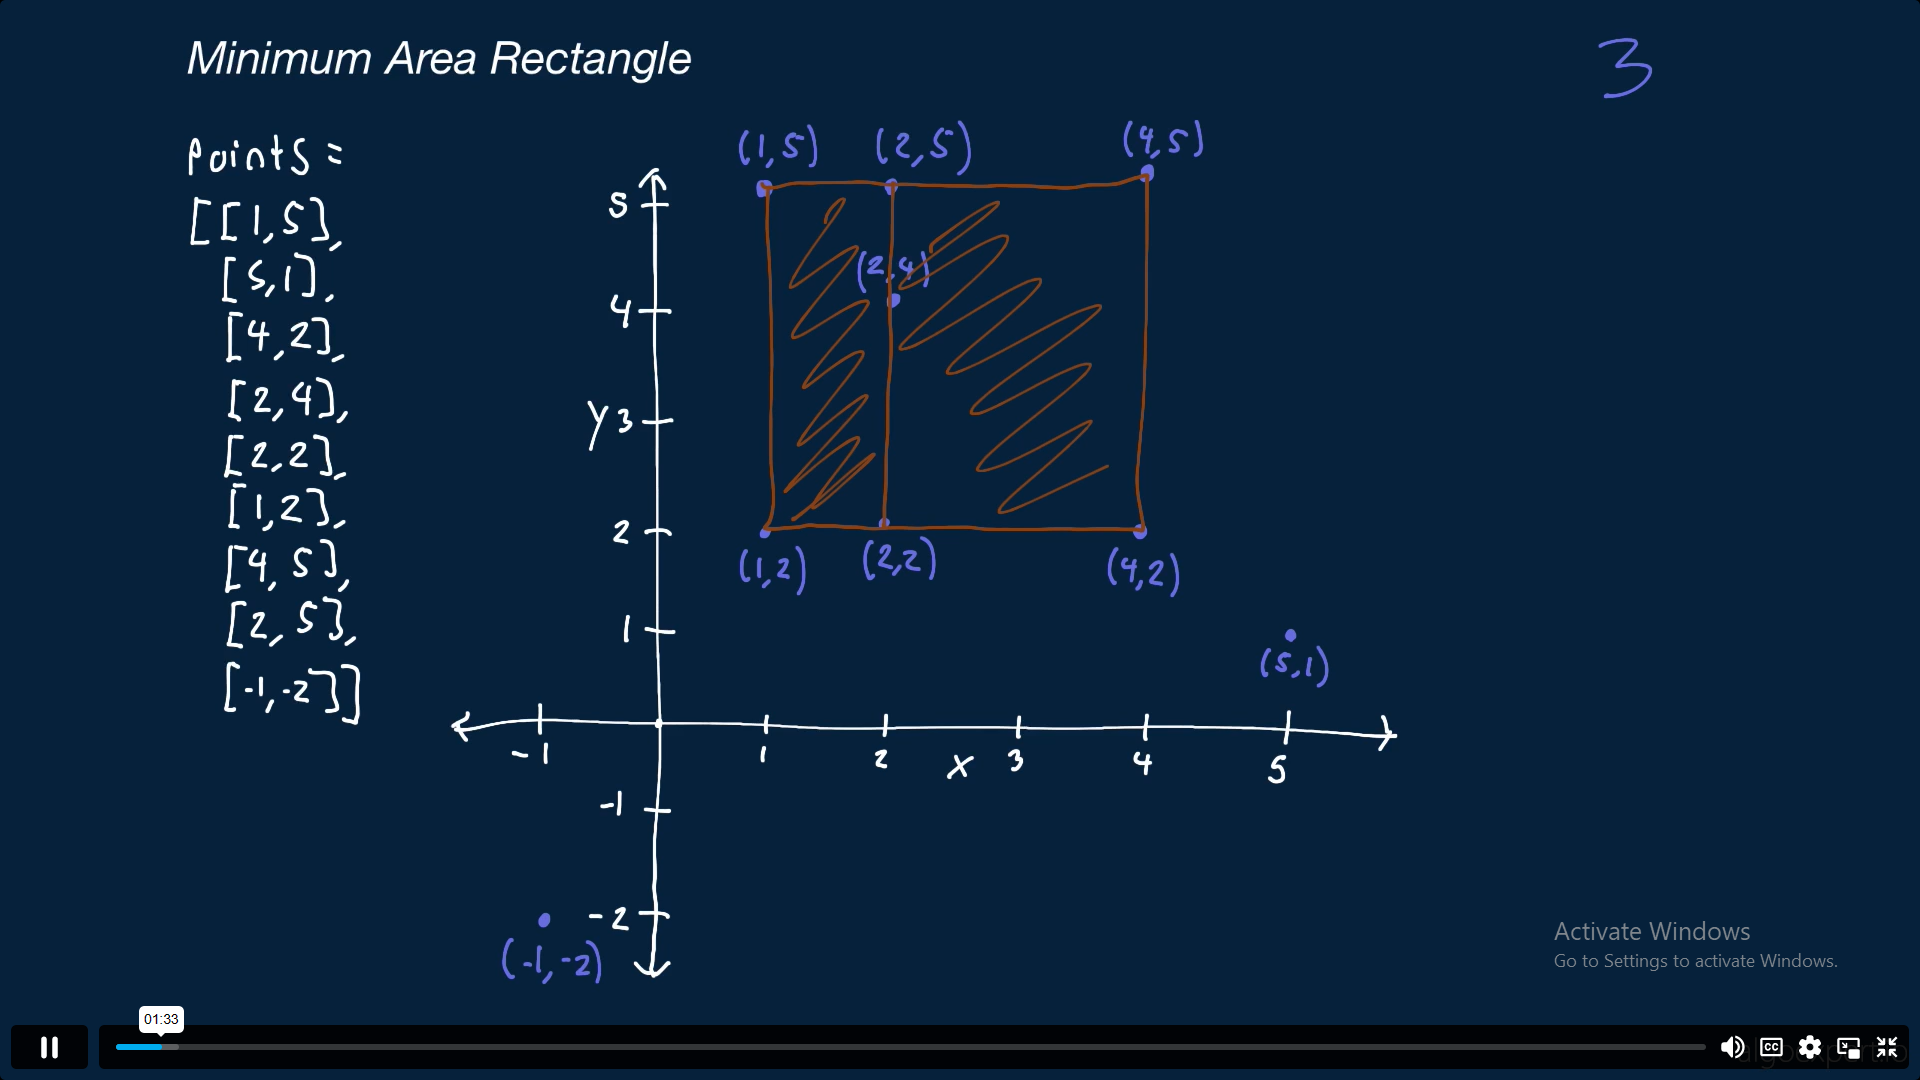 Minimum Area Rectangle
3
points =
[[1,5],
[5,1],
[4,2],
[2,4],
[2,2],
[1,2],
[4,5],
[2,5],
[-1,-2]]
(1,5) (2,5) (4,5)
5
(2,4)
4
y 3
2
(1,2) (2,2) (4,2)
1
(5,1)
-1 1 2 x 3 4 5
-1
-2
(-1,-2)
Activate Windows
Go to Settings to activate Windows.
01:33
CC